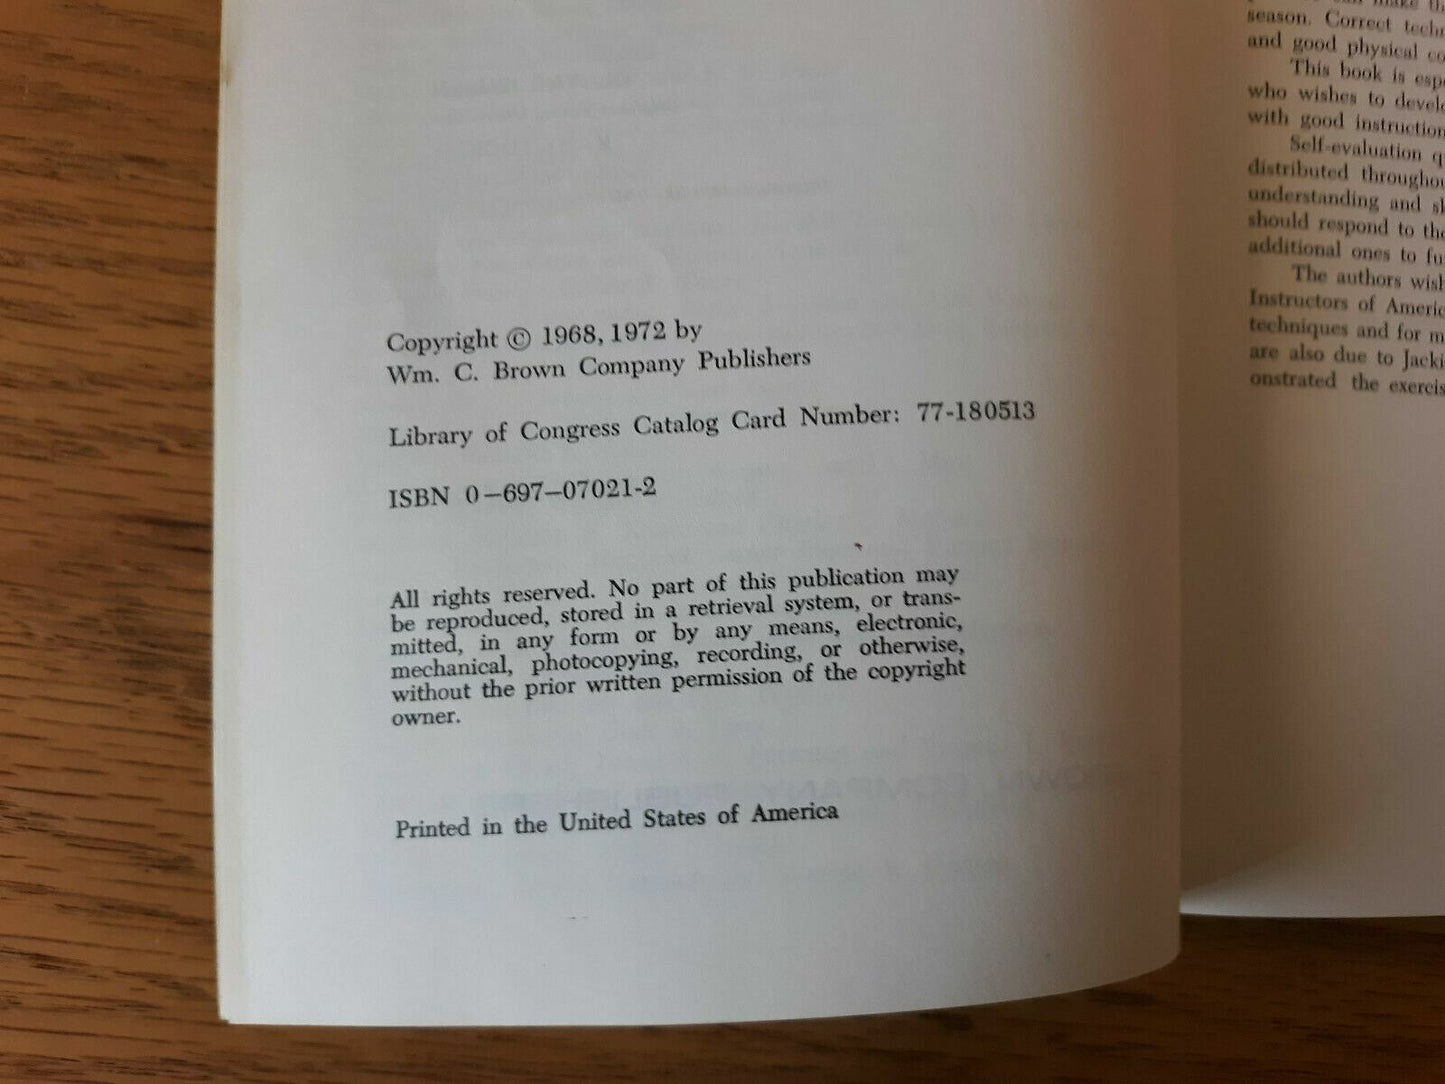 Copyright © 1968, 1972 by
Wm. C. Brown Company Publishers
Library of Congress Catalog Card Number: 77-180513
ISBN 0–697–07021-2
All rights reserved. No part of this publication may
be reproduced, stored in a retrieval system, or trans-
mitted, in any form or by any means, electronic,
mechanical, photocopying, recording, or otherwise,
without the prior written permission of the copyright
owner.
Printed in the United States of America
can make
season. Correct
and good physical
This book is
who wishes to
with good instruction
Self-evaluation
distributed
understanding and
should respond to
additional ones to
The authors
Instructors of
techniques and for
are also due to
onstrated the